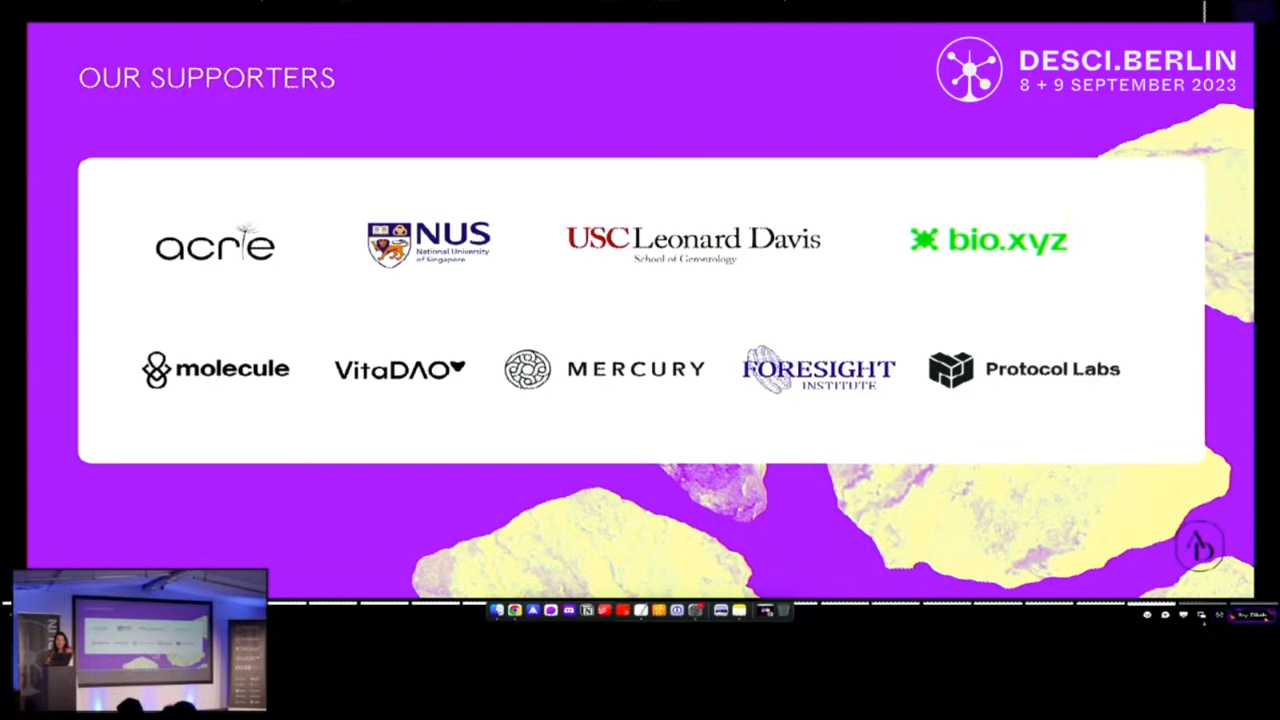 OUR SUPPORTERS
DESCI.BERLIN
8 + 9 SEPTEMBER 2023
acrie
NUS
National University
of Singapore
USC Leonard Davis
School of Gerontology
bio.xyz
molecule
VitaDAO
MERCURY
FORESIGHT
INSTITUTE
Protocol Labs